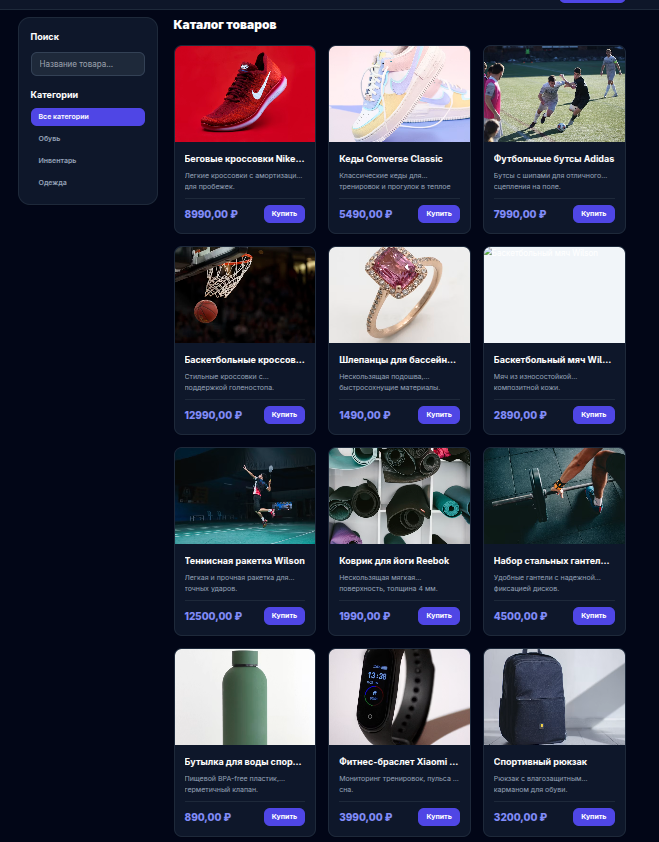 Поиск
Название товара...
Категории
Все категории
Обувь
Инвентарь
Одежда
Каталог товаров
Беговые кроссовки Nike...
Легкие кроссовки с амортизаци...
для пробежек.
8990,00 ₽
Купить
Кеды Converse Classic
Классические кеды для...
тренировок и прогулок в теплое
5490,00 ₽
Купить
Футбольные бутсы Adidas
Бутсы с шипами для отличного...
сцепления на поле.
7990,00 ₽
Купить
Баскетбольные кроссов...
Стильные кроссовки с...
поддержкой голеностопа.
12990,00 ₽
Купить
Шлепанцы для бассейн...
Нескользящая подошва,...
быстросохнущие материалы.
1490,00 ₽
Купить
Баскетбольный мяч Wil...
Мяч из износостойкой...
композитной кожи.
2890,00 ₽
Купить
Теннисная ракетка Wilson
Легкая и прочная ракетка для...
точных ударов.
12500,00 ₽
Купить
Коврик для йоги Reebok
Нескользящая мягкая...
поверхность, толщина 4 мм.
1990,00 ₽
Купить
Набор стальных гантел...
Удобные гантели с надежной...
фиксацией дисков.
4500,00 ₽
Купить
13:38
Бутылка для воды спор...
Пищевой BPA-free пластик,...
герметичный клапан.
890,00 ₽
Купить
Фитнес-браслет Xiaomi ...
Мониторинг тренировок, пульса ...
сна.
3990,00 ₽
Купить
Спортивный рюкзак
Рюкзак с влагозащитным...
карманом для обуви.
3200,00 ₽
Купить